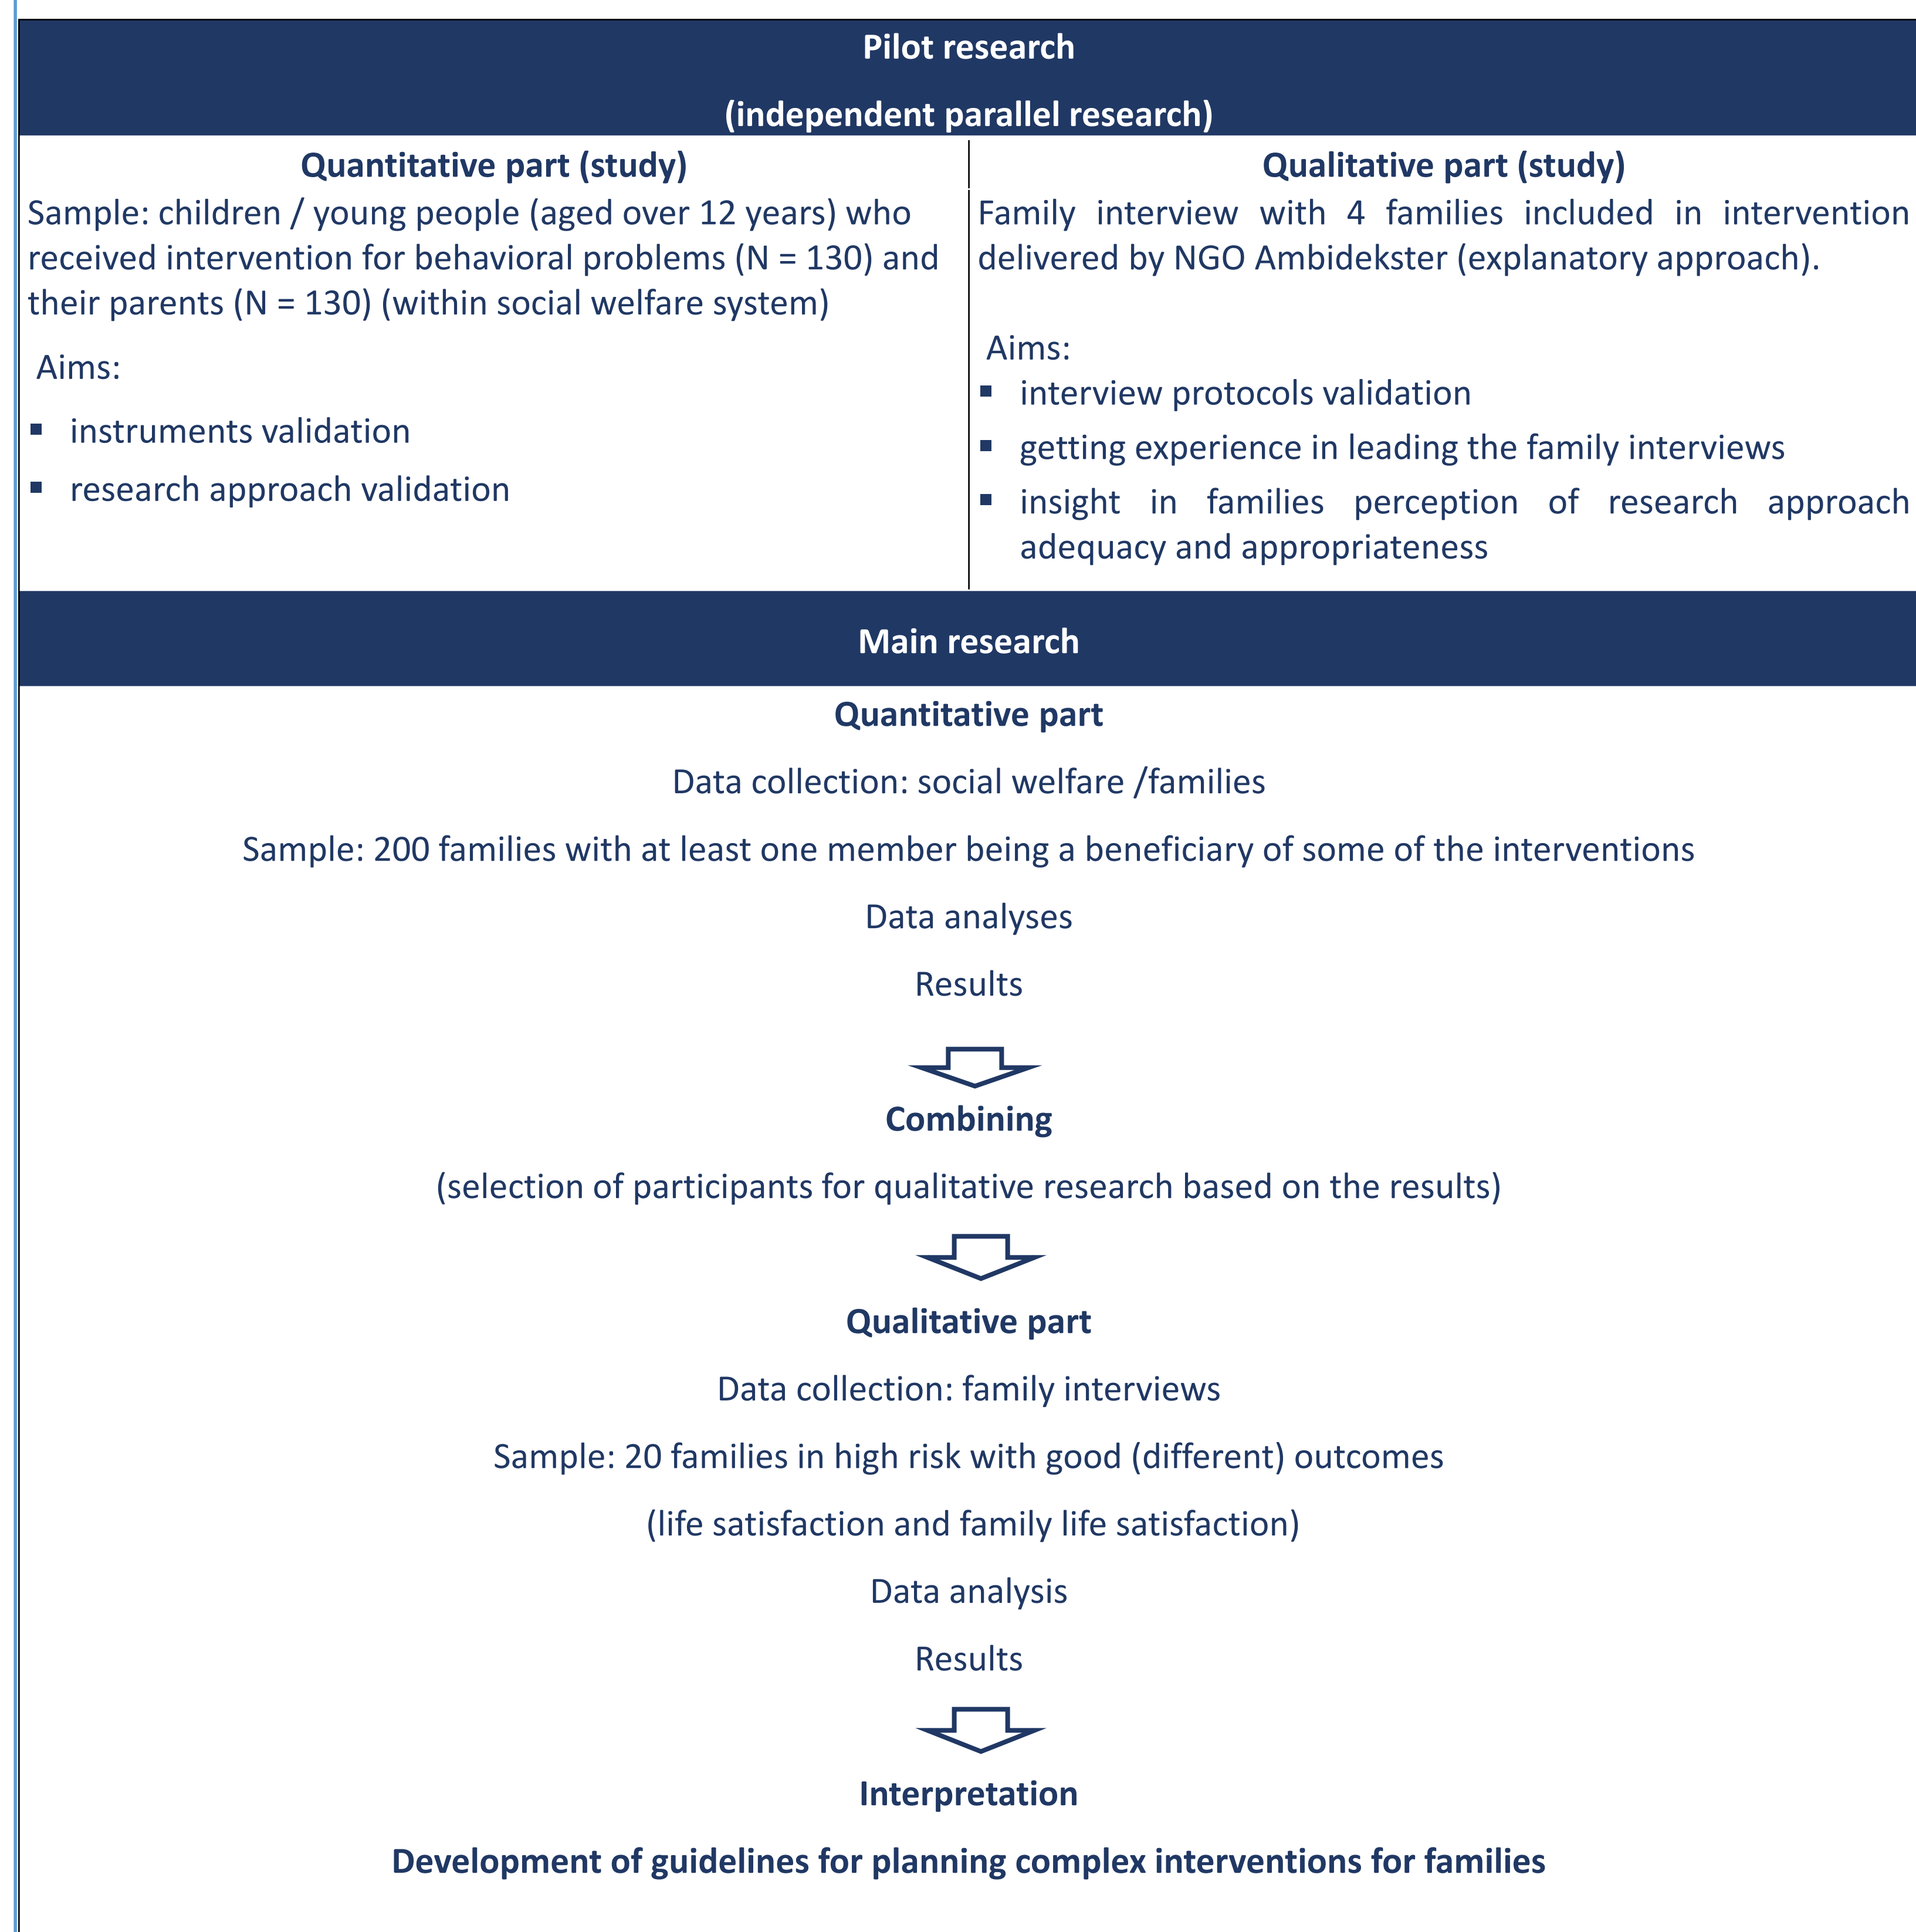 Pilot research
(independent parallel research)
Quantitative part (study)
Sample: children / young people (aged over 12 years) who
received intervention for behavioral problems (N = 130) and
their parents (N = 130) (within social welfare system)
Aims:
▪ instruments validation
▪ research approach validation
Qualitative part (study)
Family interview with 4 families included in intervention
delivered by NGO Ambidekster (explanatory approach).
Aims:
▪ interview protocols validation
▪ getting experience in leading the family interviews
▪ insight in families perception of research approach
adequacy and appropriateness
Main research
Quantitative part
Data collection: social welfare /families
Sample: 200 families with at least one member being a beneficiary of some of the interventions
Data analyses
Results
Combining
(selection of participants for qualitative research based on the results)
Qualitative part
Data collection: family interviews
Sample: 20 families in high risk with good (different) outcomes
(life satisfaction and family life satisfaction)
Data analysis
Results
Interpretation
Development of guidelines for planning complex interventions for families